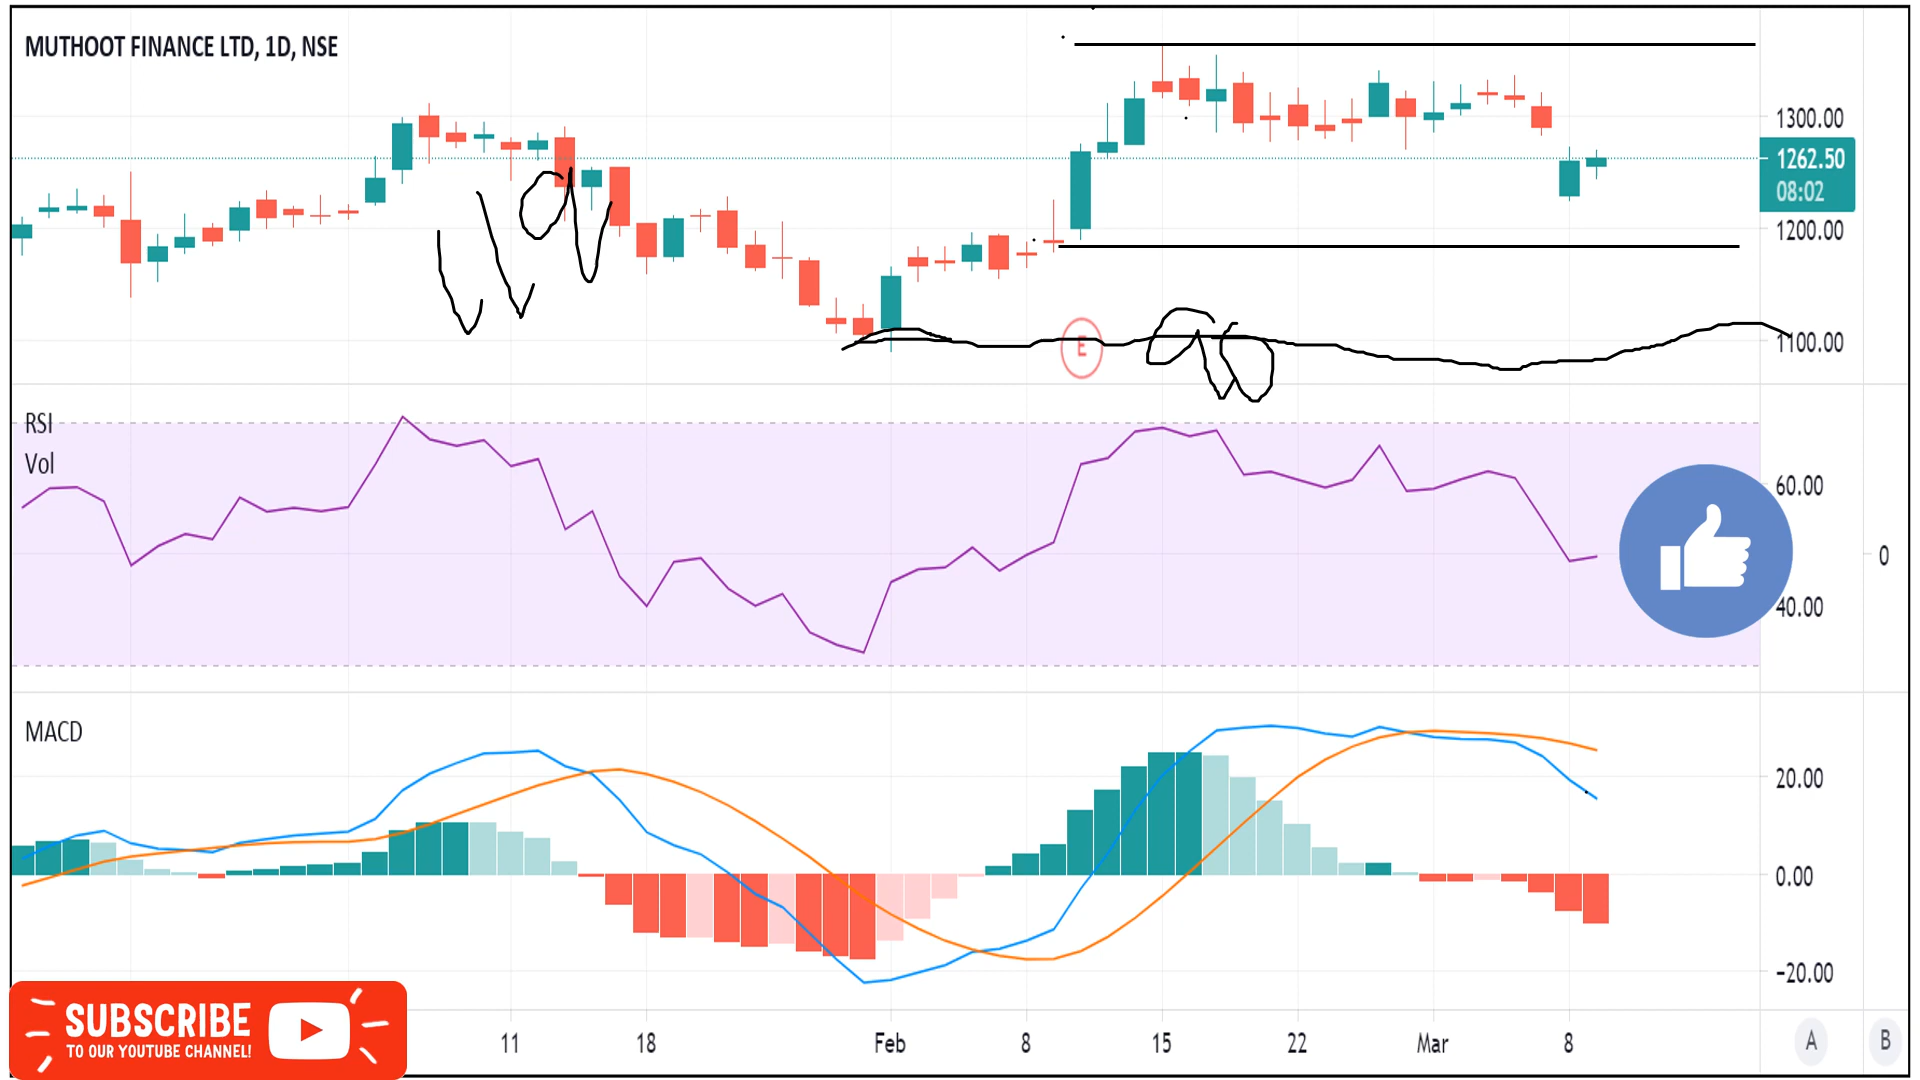 MUTHOOT FINANCE LTD, 1D, NSE
1300.00
1262.50
08:02
1200.00
1100.00
E
RSI
Vol
60.00
0
40.00
MACD
20.00
0.00
−20.00
SUBSCRIBE
TO OUR YOUTUBE CHANNEL!
11 18 Feb 8 15 22 Mar 8 A B